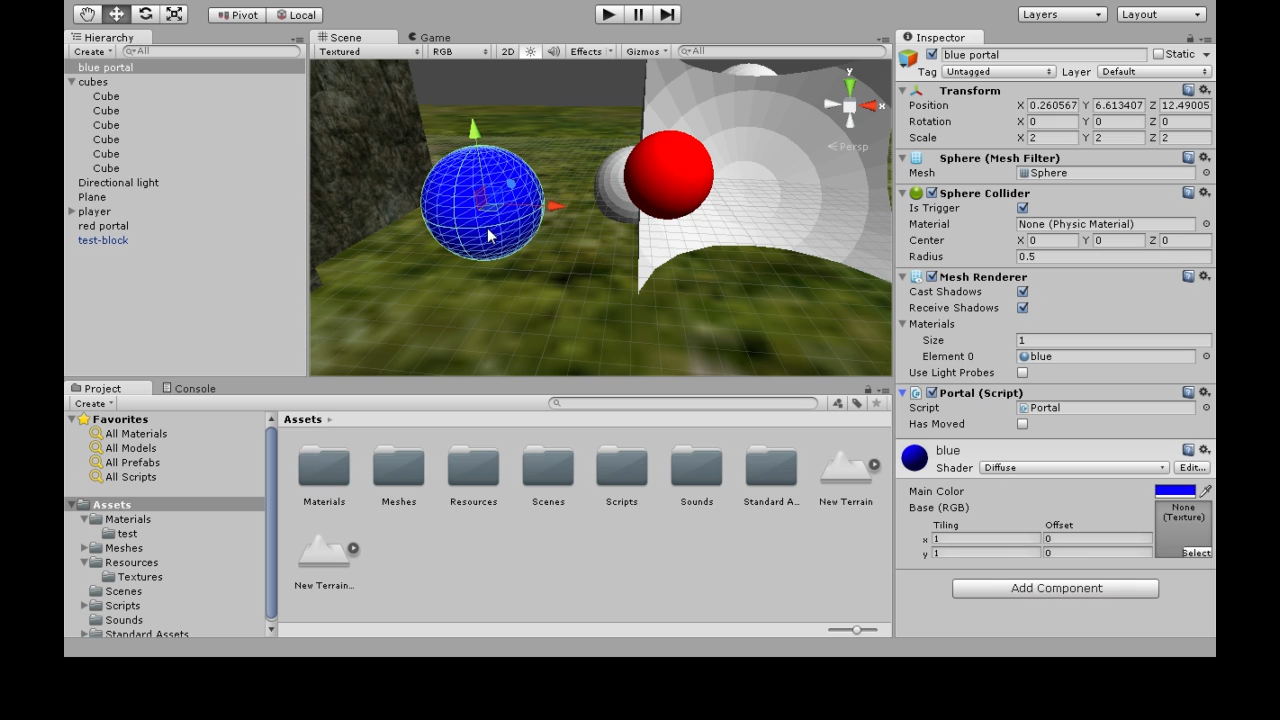 Pivot Local Layers Layout
Hierarchy Scene Game Inspector
Create All Textured RGB 2D Effects Gizmos All
blue portal
cubes
Cube
Cube
Cube
Cube
Cube
Cube
Directional light
Plane
player
red portal
test-block
y
x
Persp
blue portal Static
Tag Untagged Layer Default
Transform
Position X 0.260567 Y 6.613407 Z 12.49005
Rotation X 0 Y 0 Z 0
Scale X 2 Y 2 Z 2
Sphere (Mesh Filter)
Mesh Sphere
Sphere Collider
Is Trigger
Material None (Physic Material)
Center X 0 Y 0 Z 0
Radius 0.5
Mesh Renderer
Cast Shadows
Receive Shadows
Materials
Size 1
Element 0 blue
Use Light Probes
Portal (Script)
Script Portal
Has Moved
blue
Shader Diffuse Edit...
Main Color
Base (RGB)
None
(Texture)
Tiling Offset
x 1 0
y 1 0
Select
Add Component
Project Console
Create
Favorites
All Materials
All Models
All Prefabs
All Scripts
Assets
Materials
test
Meshes
Resources
Textures
Scenes
Scripts
Sounds
Standard Assets
Assets
Materials Meshes Resources Scenes Scripts Sounds Standard A... New Terrain
New Terrain...